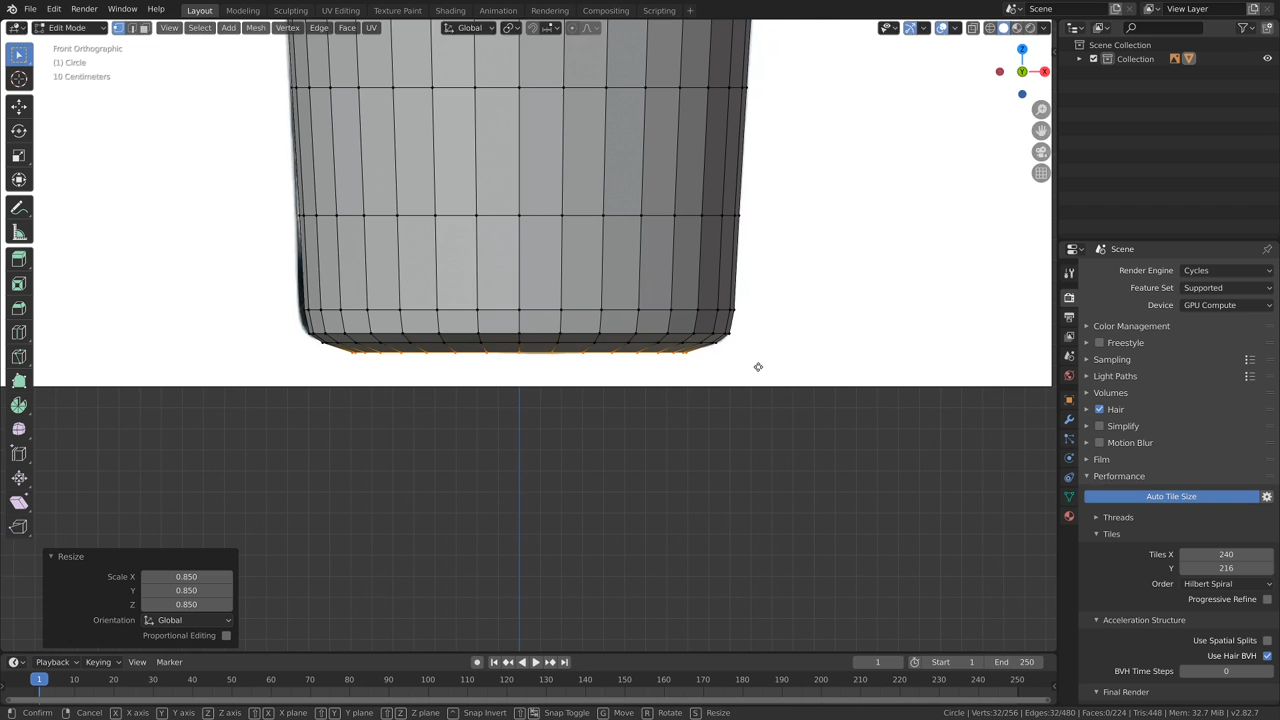 File Edit Render Window Help Layout Modeling Sculpting UV Editing Texture Paint Shading Animation Rendering Compositing Scripting + Scene View Layer
Edit Mode View Select Add Mesh Vertex Edge Face UV Global
Front Orthographic
(1) Circle
10 Centimeters
Z
Y
X
Scene Collection
Collection
Scene
Render Engine Cycles
Feature Set Supported
Device GPU Compute
Color Management
Freestyle
Sampling
Light Paths
Volumes
Hair
Simplify
Motion Blur
Film
Performance
Auto Tile Size
Threads
Tiles
Tiles X 240
Y 216
Order Hilbert Spiral
Progressive Refine
Acceleration Structure
Use Spatial Splits
Use Hair BVH
BVH Time Steps 0
Final Render
Resize
Scale X 0.850
Y 0.850
Z 0.850
Orientation Global
Proportional Editing
Playback Keying View Marker 1 Start 1 End 250
1 10 20 30 40 50 60 70 80 90 100 110 120 130 140 150 160 170 180 190 200 210 220 230 240 250
Confirm Cancel X X axis Y Y axis Z Z axis X X plane Y Y plane Z Z plane Snap Invert Snap Toggle G Move R Rotate S Resize Circle | Verts:32/256 | Edges:32/480 | Faces:0/224 | Tris:448 | Mem: 32.7 MiB | v2.82.7